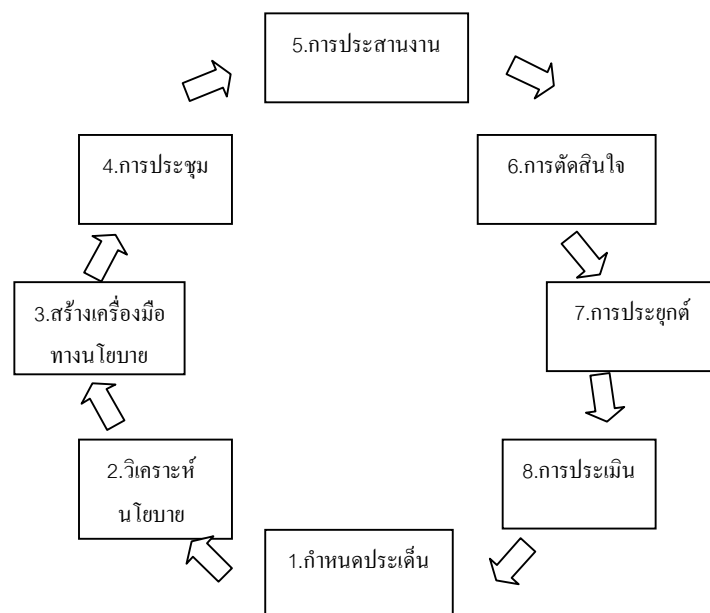 5.การประสานงาน
4.การประชุม
6.การตัดสินใจ
3.สร้างเครื่องมือ
ทางนโยบาย
7.การประยุกต์
2.วิเคราะห์
นโยบาย
8.การประเมิน
1.กำหนดประเด็น